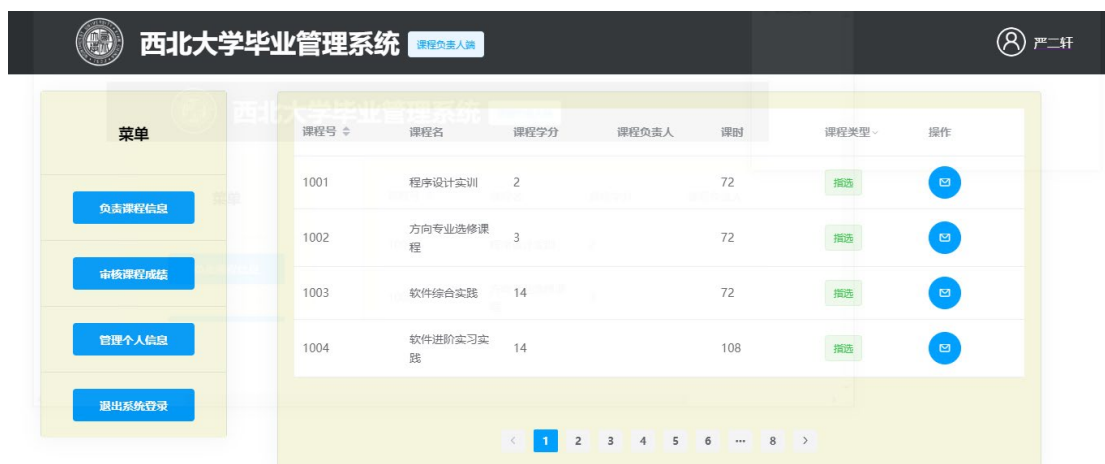 西北大学毕业管理系统 课程负责人端 严二轩
菜单
负责课程信息
审核课程成绩
管理个人信息
退出系统登录
课程号 课程名 课程学分 课程负责人 课时 课程类型 操作
1001 程序设计实训 2 72 指选
1002 方向专业选修课
程 3 72 指选
1003 软件综合实践 14 72 指选
1004 软件进阶实习实
践 14 108 指选
< 1 2 3 4 5 6 ··· 8 >